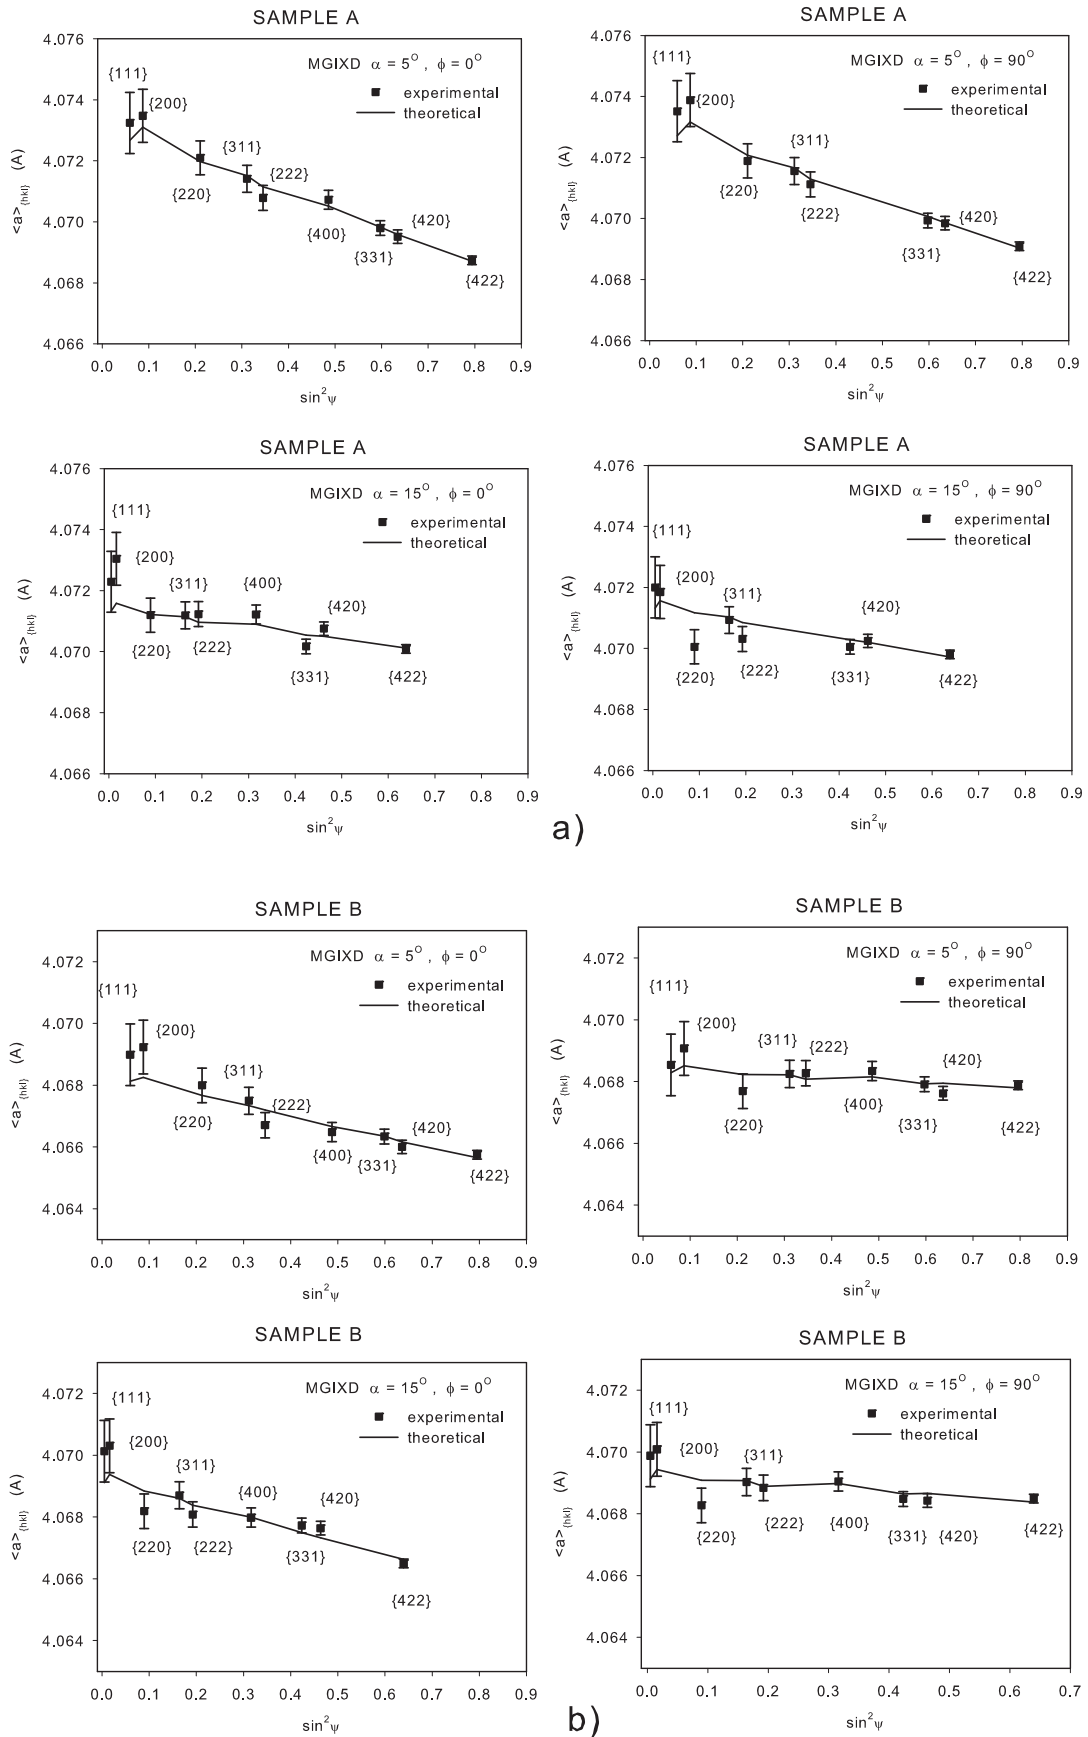 SAMPLE A
4.076
4.074
4.072
4.070
4.068
4.066
<a>{hkl} (A)
MGIXD α = 5°, ϕ = 0°
experimental
theoretical
{111}
{200}
{311}
{222}
{220}
{400}
{420}
{331}
{422}
0.0 0.1 0.2 0.3 0.4 0.5 0.6 0.7 0.8 0.9
sin²ψ
SAMPLE A
4.076
4.074
4.072
4.070
4.068
4.066
<a>{hkl} (A)
MGIXD α = 5°, ϕ = 90°
experimental
theoretical
{111}
{200}
{311}
{220}
{222}
{420}
{331}
{422}
0.0 0.1 0.2 0.3 0.4 0.5 0.6 0.7 0.8 0.9
sin²ψ
SAMPLE A
4.076
4.074
4.072
4.070
4.068
4.066
<a>{hkl} (A)
MGIXD α = 15°, ϕ = 0°
experimental
theoretical
{111}
{200}
{311}
{400}
{420}
{220}
{222}
{331}
{422}
0.0 0.1 0.2 0.3 0.4 0.5 0.6 0.7 0.8 0.9
sin²ψ
SAMPLE A
4.076
4.074
4.072
4.070
4.068
4.066
<a>{hkl} (A)
MGIXD α = 15°, ϕ = 90°
experimental
theoretical
{111}
{200}
{311}
{420}
{220}
{222}
{331}
{422}
0.0 0.1 0.2 0.3 0.4 0.5 0.6 0.7 0.8 0.9
sin²ψ
a)
SAMPLE B
4.072
4.070
4.068
4.066
4.064
<a>{hkl} (A)
MGIXD α = 5°, ϕ = 0°
experimental
theoretical
{111}
{200}
{311}
{222}
{220}
{420}
{400}
{331}
{422}
0.0 0.1 0.2 0.3 0.4 0.5 0.6 0.7 0.8 0.9
sin²ψ
SAMPLE B
4.072
4.070
4.068
4.066
4.064
<a>{hkl} (A)
MGIXD α = 5°, ϕ = 90°
experimental
theoretical
{111}
{200}
{311}
{222}
{420}
{220}
{400}
{331}
{422}
0.0 0.1 0.2 0.3 0.4 0.5 0.6 0.7 0.8 0.9
sin²ψ
SAMPLE B
4.072
4.070
4.068
4.066
4.064
<a>{hkl} (A)
MGIXD α = 15°, ϕ = 0°
experimental
theoretical
{111}
{200}
{311}
{400}
{420}
{220}
{222}
{331}
{422}
0.0 0.1 0.2 0.3 0.4 0.5 0.6 0.7 0.8 0.9
sin²ψ
SAMPLE B
4.072
4.070
4.068
4.066
4.064
<a>{hkl} (A)
MGIXD α = 15°, ϕ = 90°
experimental
theoretical
{111}
{200}
{311}
{220}
{222}
{400}
{331}
{420}
{422}
0.0 0.1 0.2 0.3 0.4 0.5 0.6 0.7
sin²ψ
b)